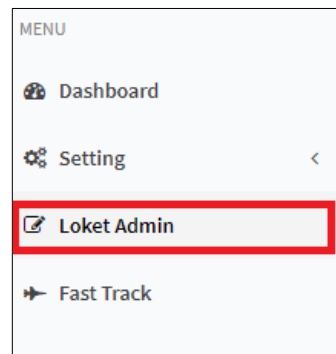 MENU
Dashboard
Setting
Loket Admin
Fast Track